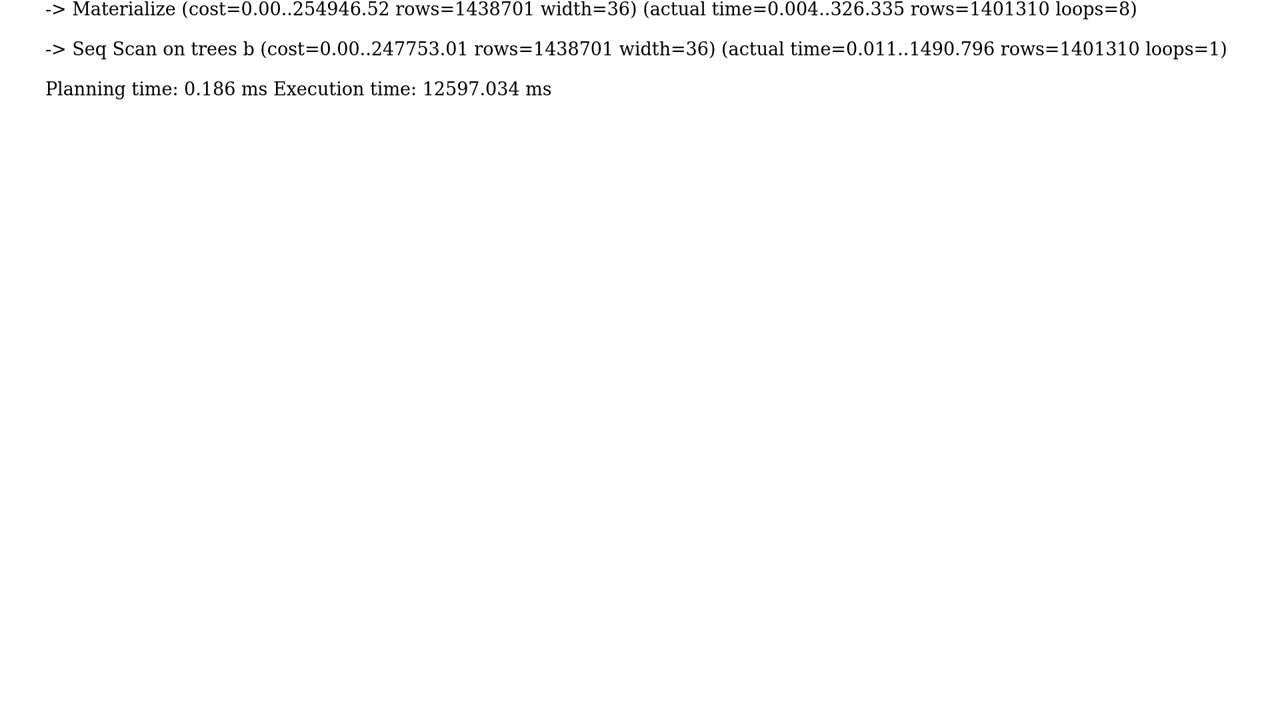 -> Materialize (cost=0.00..254946.52 rows=1438701 width=36) (actual time=0.004..326.335 rows=1401310 loops=8)
-> Seq Scan on trees b (cost=0.00..247753.01 rows=1438701 width=36) (actual time=0.011..1490.796 rows=1401310 loops=1)
Planning time: 0.186 ms Execution time: 12597.034 ms